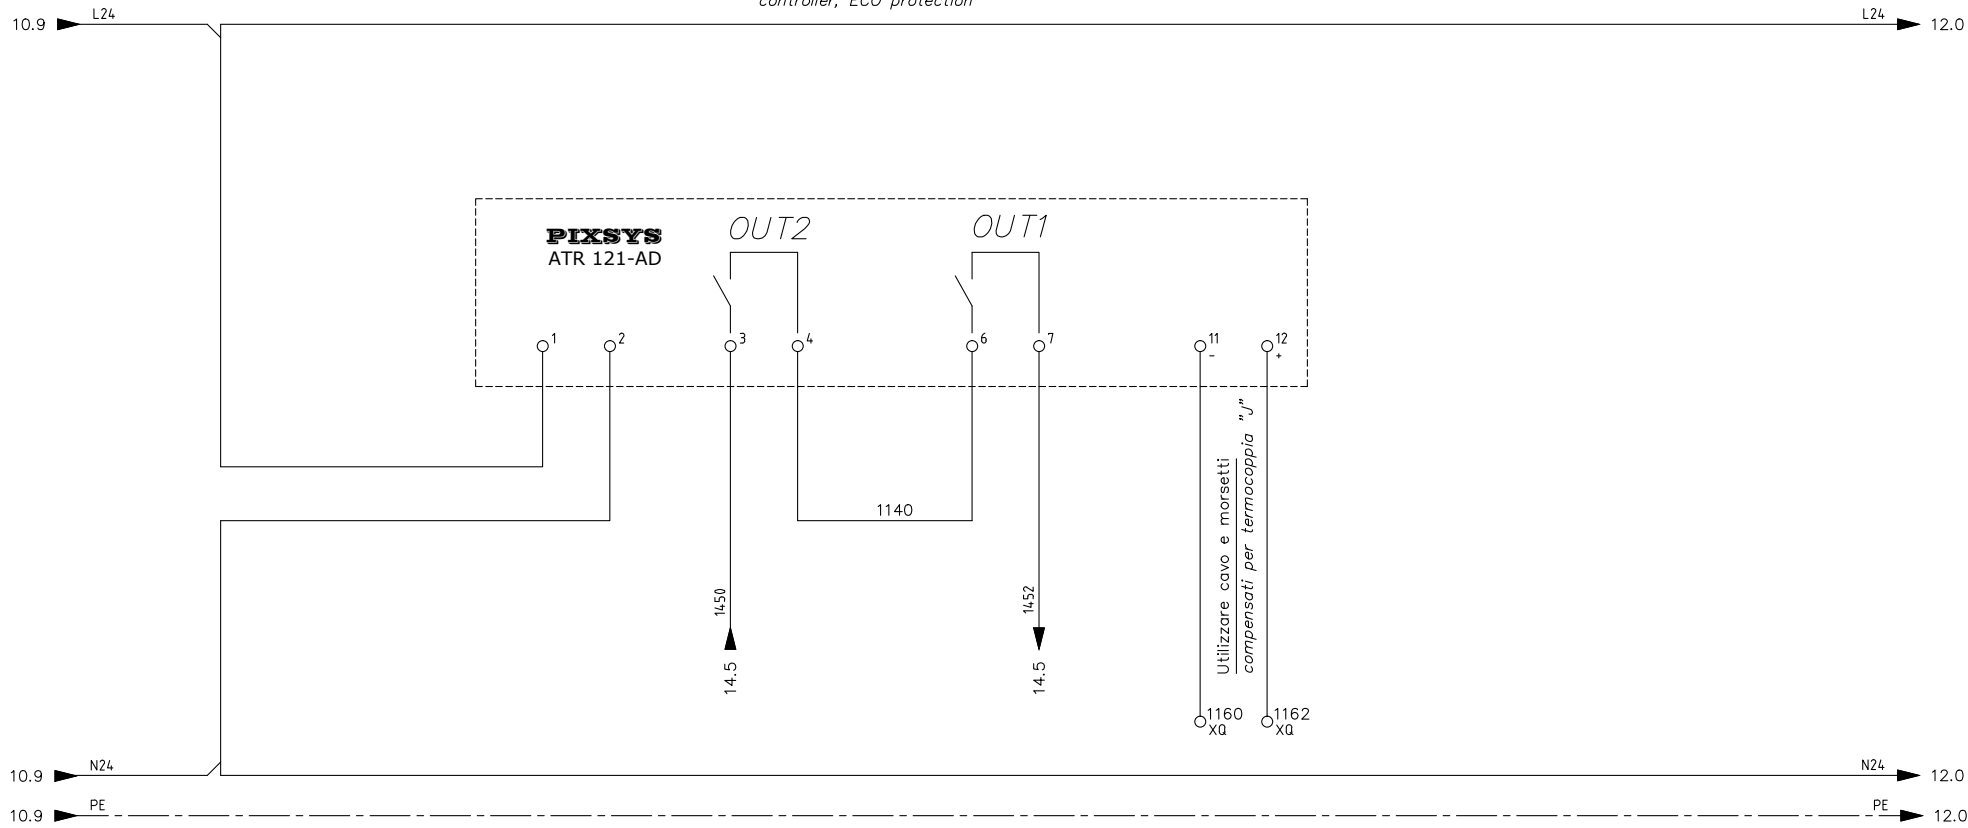 controller, ECO protection
10.9 L24 L24 12.0
PIXSYS
ATR 121-AD
OUT2
OUT1
1 2 3 4 6 7 11 12
- +
Utilizzare cavo e morsetti
compensati per termocoppia "J"
1140
1450
1452
14.5
14.5
1160 1162
XQ XQ
10.9 N24 N24 12.0
10.9 PE PE 12.0